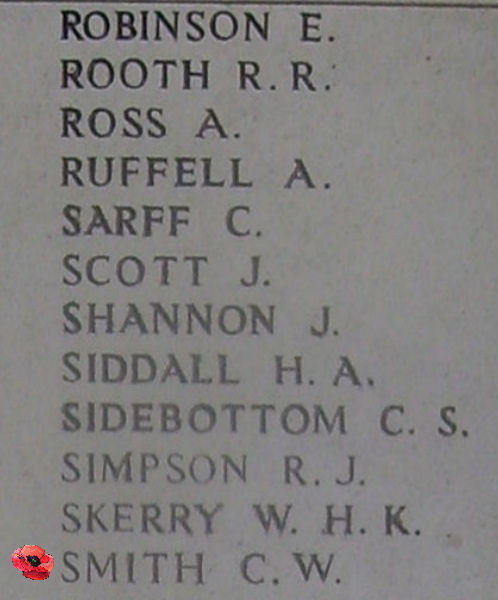 ROBINSON E.
ROOTH R. R.
ROSS A.
RUFFELL A.
SARFF C.
SCOTT J.
SHANNON J.
SIDDALL H. A.
SIDEBOTTOM C. S.
SIMPSON R. J.
SKERRY W. H. K.
SMITH C. W.